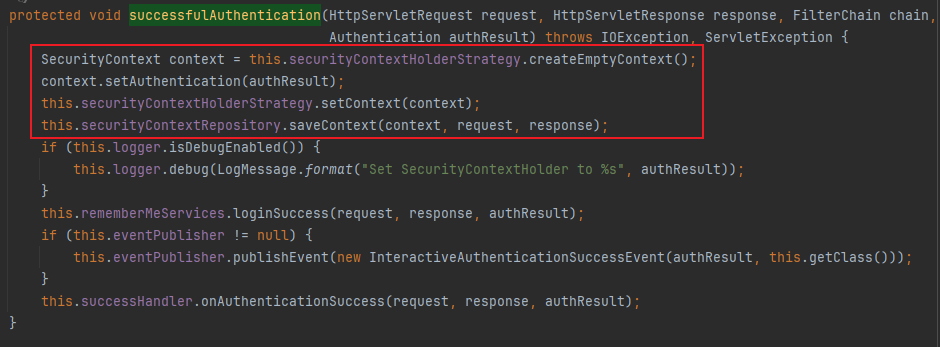 protected void successfulAuthentication(HttpServletRequest request, HttpServletResponse response, FilterChain chain,
Authentication authResult) throws IOException, ServletException {
SecurityContext context = this.securityContextHolderStrategy.createEmptyContext();
context.setAuthentication(authResult);
this.securityContextHolderStrategy.setContext(context);
this.securityContextRepository.saveContext(context, request, response);
if (this.logger.isDebugEnabled()) {
this.logger.debug(LogMessage.format("Set SecurityContextHolder to %s", authResult));
}
this.rememberMeServices.loginSuccess(request, response, authResult);
if (this.eventPublisher != null) {
this.eventPublisher.publishEvent(new InteractiveAuthenticationSuccessEvent(authResult, this.getClass()));
}
this.successHandler.onAuthenticationSuccess(request, response, authResult);
}